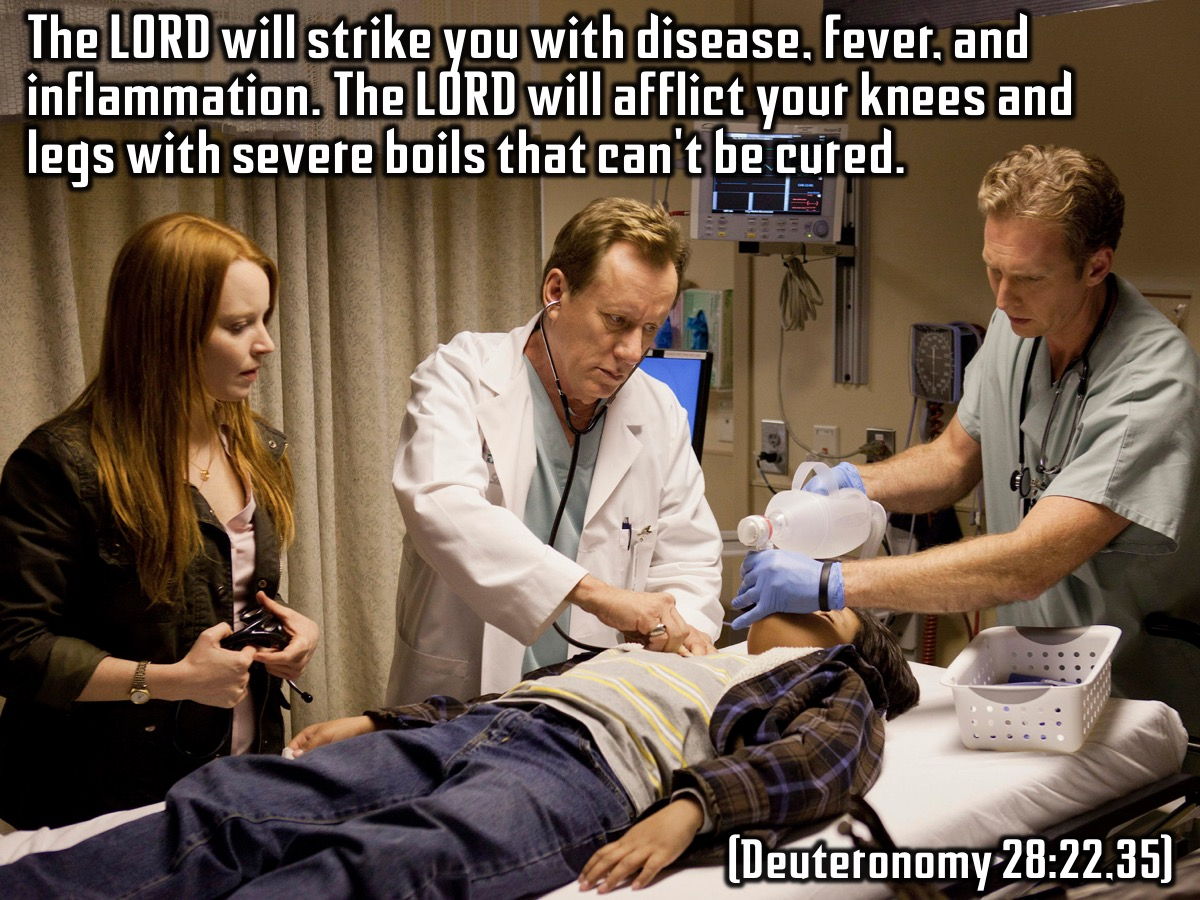 The LORD will strike you with disease, fever, and
inflammation. The LORD will afflict your knees and
legs with severe boils that can't be cured.
(Deuteronomy 28:22,35)